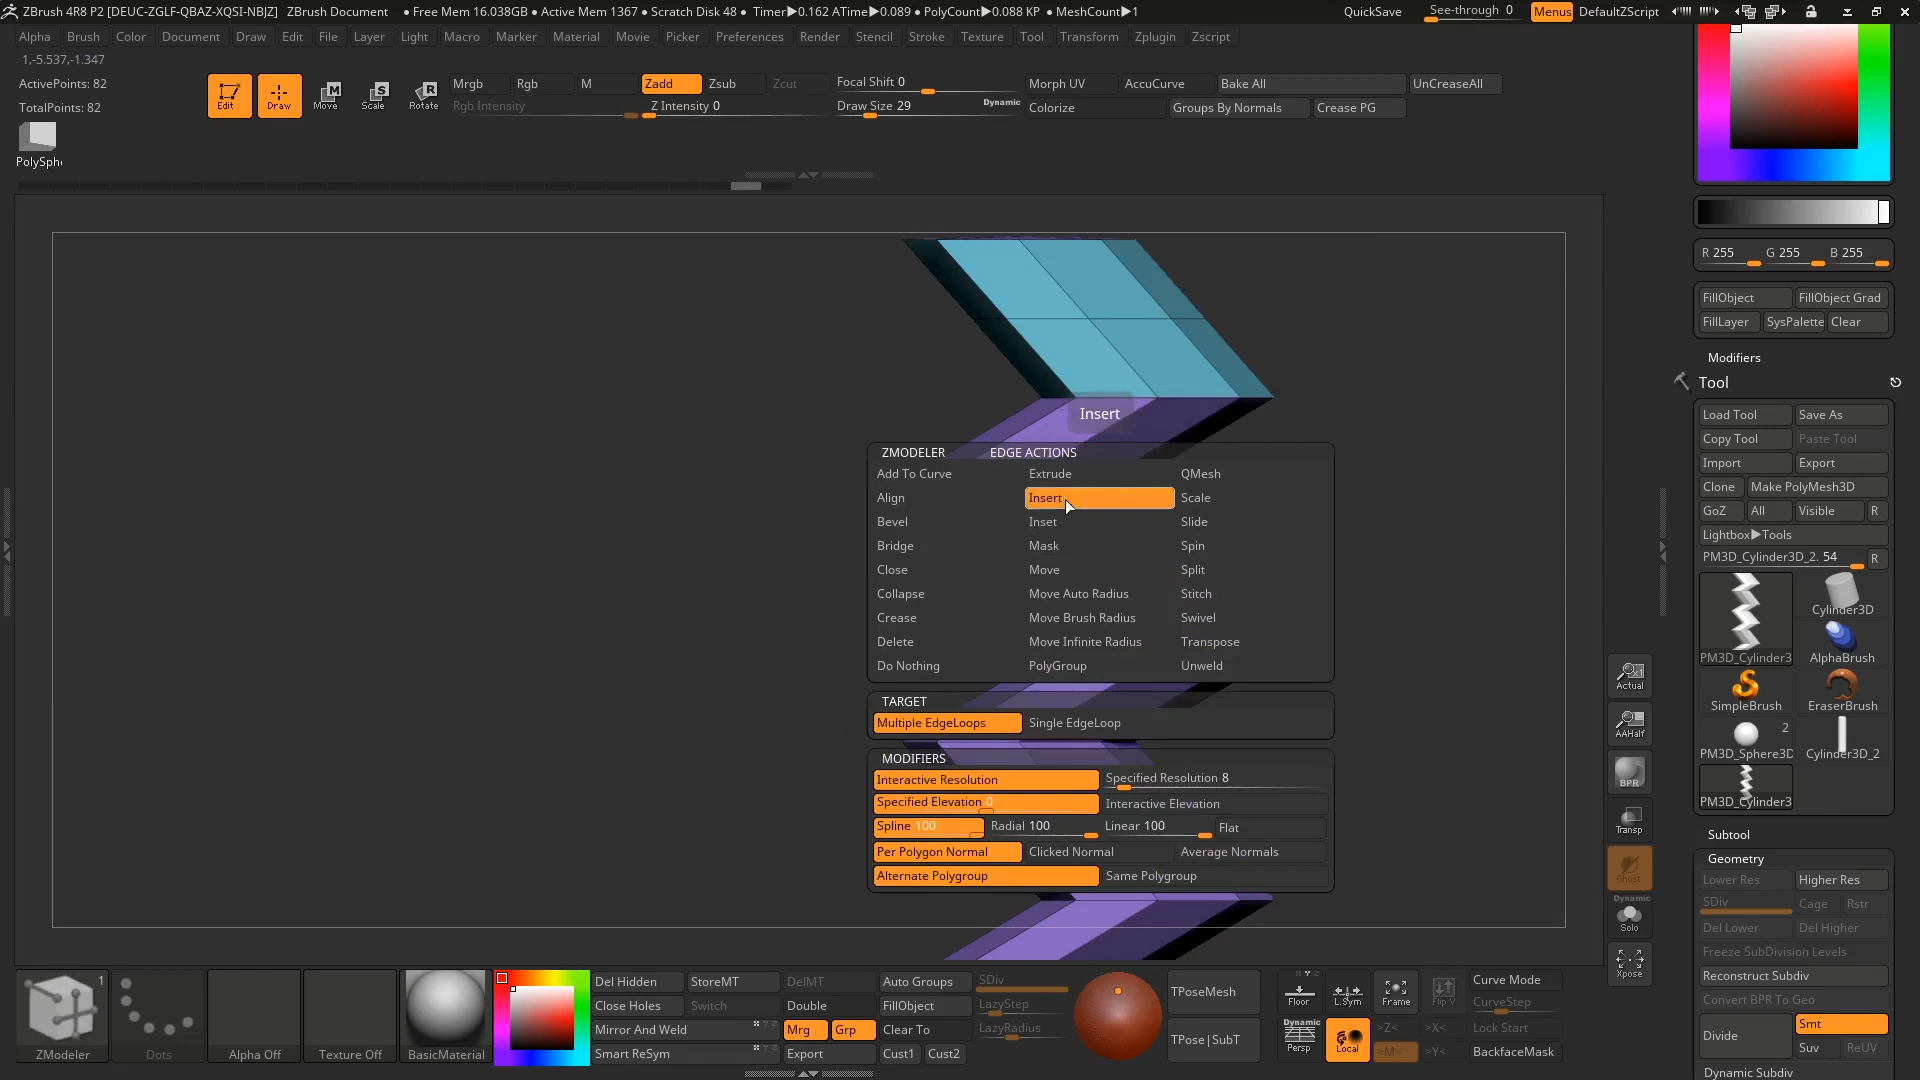 ZBrush 4R8 P2 [DEUC-ZGLF-QBAZ-XQSI-NBJZ] ZBrush Document • Free Mem 16.038GB • Active Mem 1367 • Scratch Disk 48 • Timer▶0.162 ATime▶0.089 • PolyCount▶0.088 KP • MeshCount▶1 QuickSave See-through 0 Menus DefaultZScript
Alpha Brush Color Document Draw Edit File Layer Light Macro Marker Material Movie Picker Preferences Render Stencil Stroke Texture Tool Transform Zplugin Zscript
1,-5.537,-1.347
ActivePoints: 82
TotalPoints: 82
Edit Draw Move Scale Rotate
Mrgb Rgb M Zadd Zsub Zcut
Rgb Intensity Z Intensity 0
Focal Shift 0
Draw Size 29 Dynamic
Morph UV AccuCurve Bake All UnCreaseAll
Colorize Groups By Normals Crease PG
PolySph
R 255 G 255 B 255
FillObject FillObject Grad
FillLayer SysPalette Clear
Modifiers
Tool
Load Tool Save As
Copy Tool Paste Tool
Import Export
Clone Make PolyMesh3D
GoZ All Visible R
Lightbox▶Tools
PM3D_Cylinder3D_2. 54 R
Cylinder3D
PM3D_Cylinder3 AlphaBrush
SimpleBrush EraserBrush
2
PM3D_Sphere3D Cylinder3D_2
PM3D_Cylinder3
Subtool
Geometry
Lower Res Higher Res
SDiv Cage Rstr
Del Lower Del Higher
Freeze SubDivision Levels
Reconstruct Subdiv
Convert BPR To Geo
Divide Smt
Suv ReUV
Dynamic Subdiv
Insert
ZMODELER EDGE ACTIONS
Add To Curve Extrude QMesh
Align Insert Scale
Bevel Inset Slide
Bridge Mask Spin
Close Move Split
Collapse Move Auto Radius Stitch
Crease Move Brush Radius Swivel
Delete Move Infinite Radius Transpose
Do Nothing PolyGroup Unweld
TARGET
Multiple EdgeLoops Single EdgeLoop
MODIFIERS
Interactive Resolution Specified Resolution 8
Specified Elevation 0 Interactive Elevation
Spline 100 Radial 100 Linear 100 Flat
Per Polygon Normal Clicked Normal Average Normals
Alternate Polygroup Same Polygroup
Actual
AAHalf
BPR
Transp
Ghost
Dynamic
Solo
Xpose
1
ZModeler Dots Alpha Off Texture Off BasicMaterial
Del Hidden StoreMT DelMT Auto Groups SDiv
Close Holes Switch Double FillObject LazyStep
Mirror And Weld Mrg Grp Clear To LazyRadius
Smart ReSym Export Cust1 Cust2
TPoseMesh
TPose|SubT
Floor L.Sym Frame Flip V
Dynamic
Persp Local >Z< >X<
>M< >Y<
Curve Mode
CurveStep
Lock Start
BackfaceMask